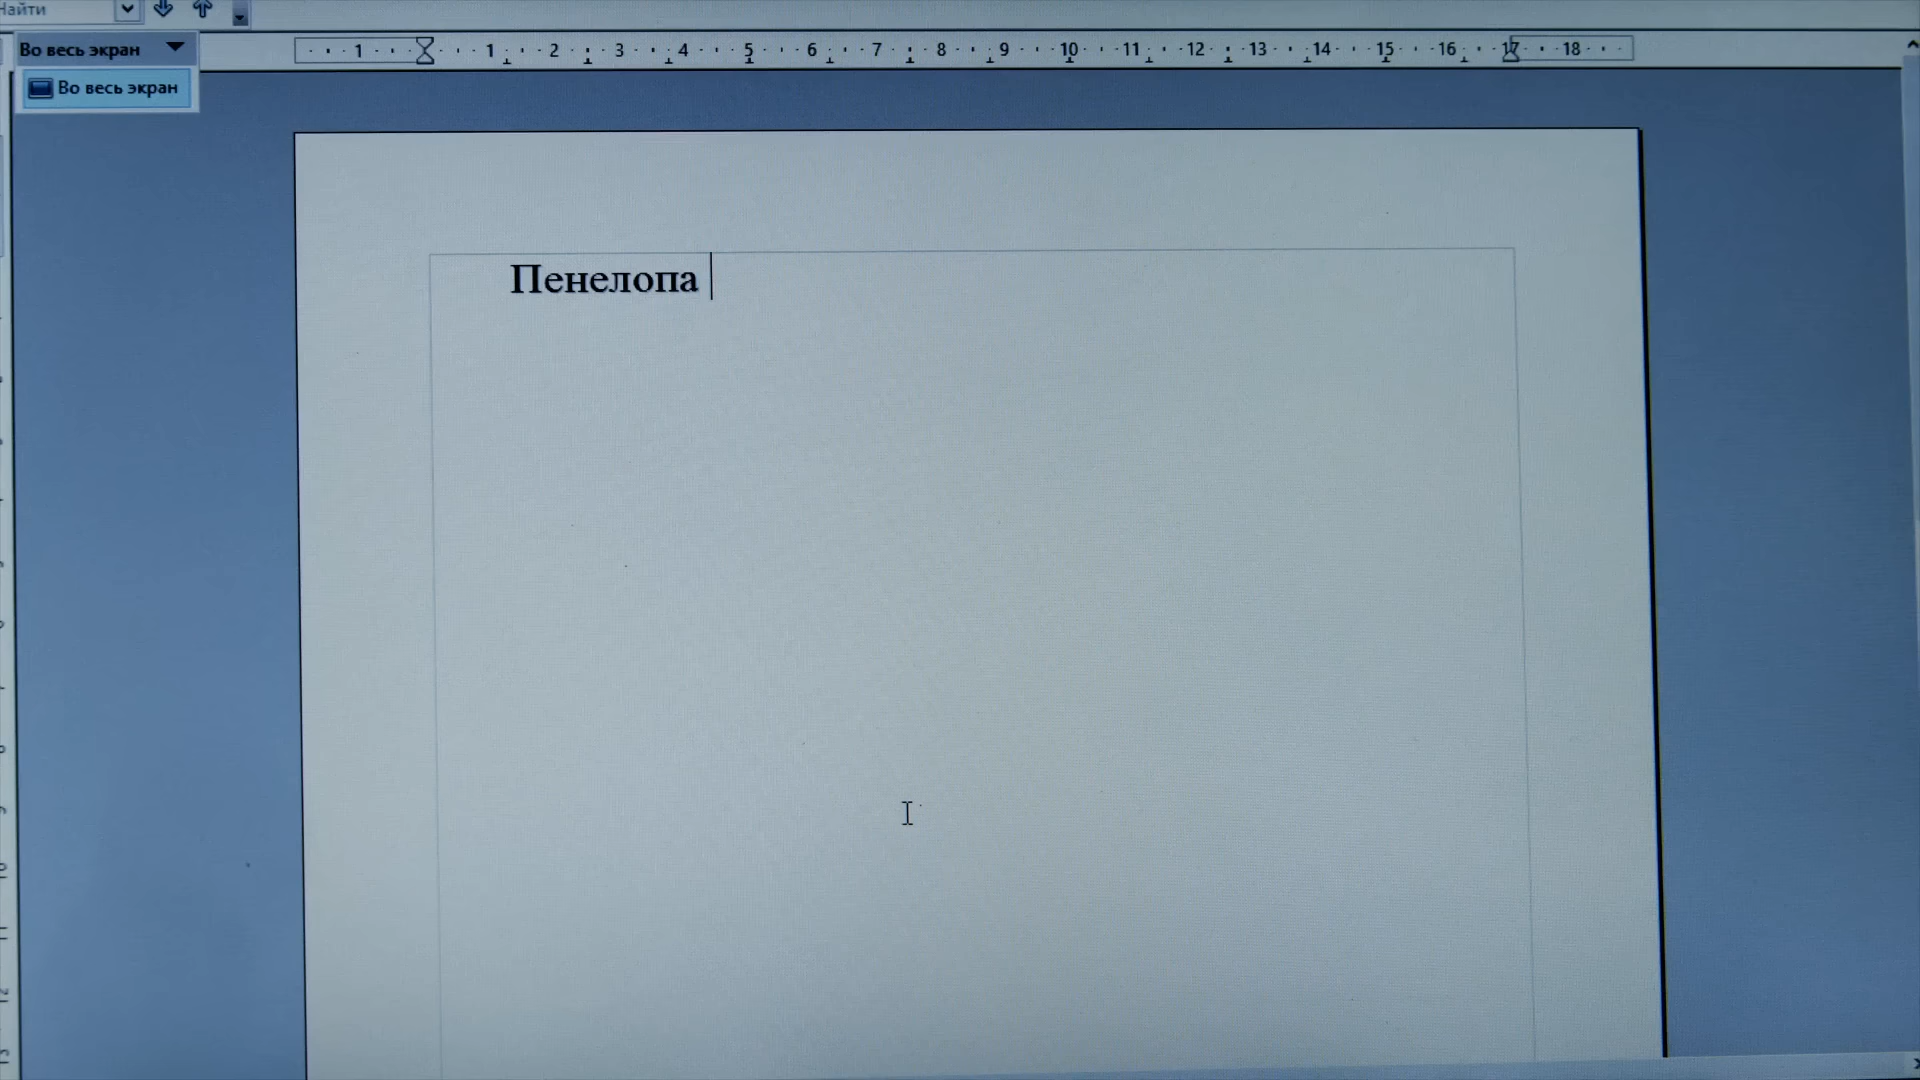 Найти
Во весь экран
1 1 2 3 4 5 6 7 8 9 10 11 12 13 14 15 16 17 18
Во весь экран
Пенелопа